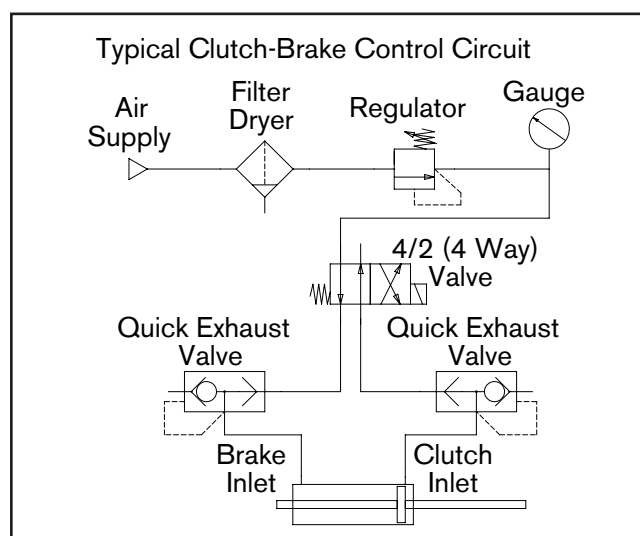 Typical Clutch-Brake Control Circuit
Air
Supply
Filter
Dryer
Regulator
Gauge
4/2 (4 Way)
Valve
Quick Exhaust
Valve
Quick Exhaust
Valve
Brake
Inlet
Clutch
Inlet